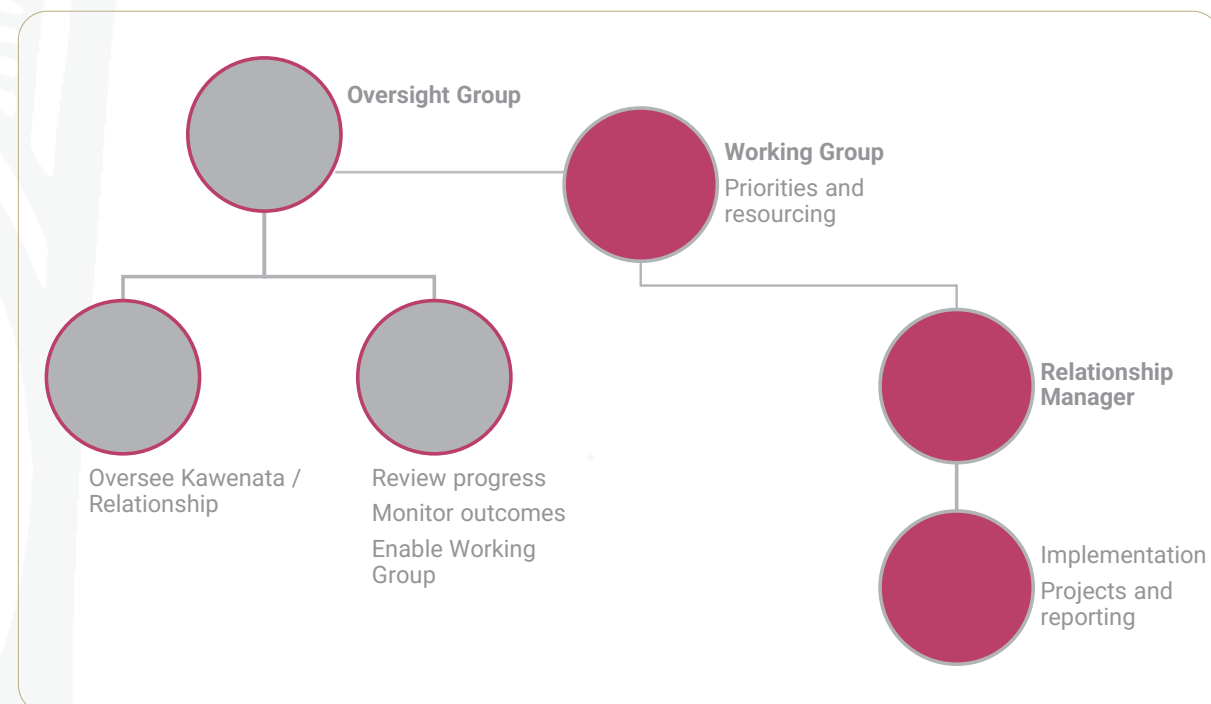 Oversight Group
Working Group
Priorities and
resourcing
Relationship
Manager
Oversee Kawenata /
Relationship
Review progress
Monitor outcomes
Enable Working
Group
Implementation
Projects and
reporting